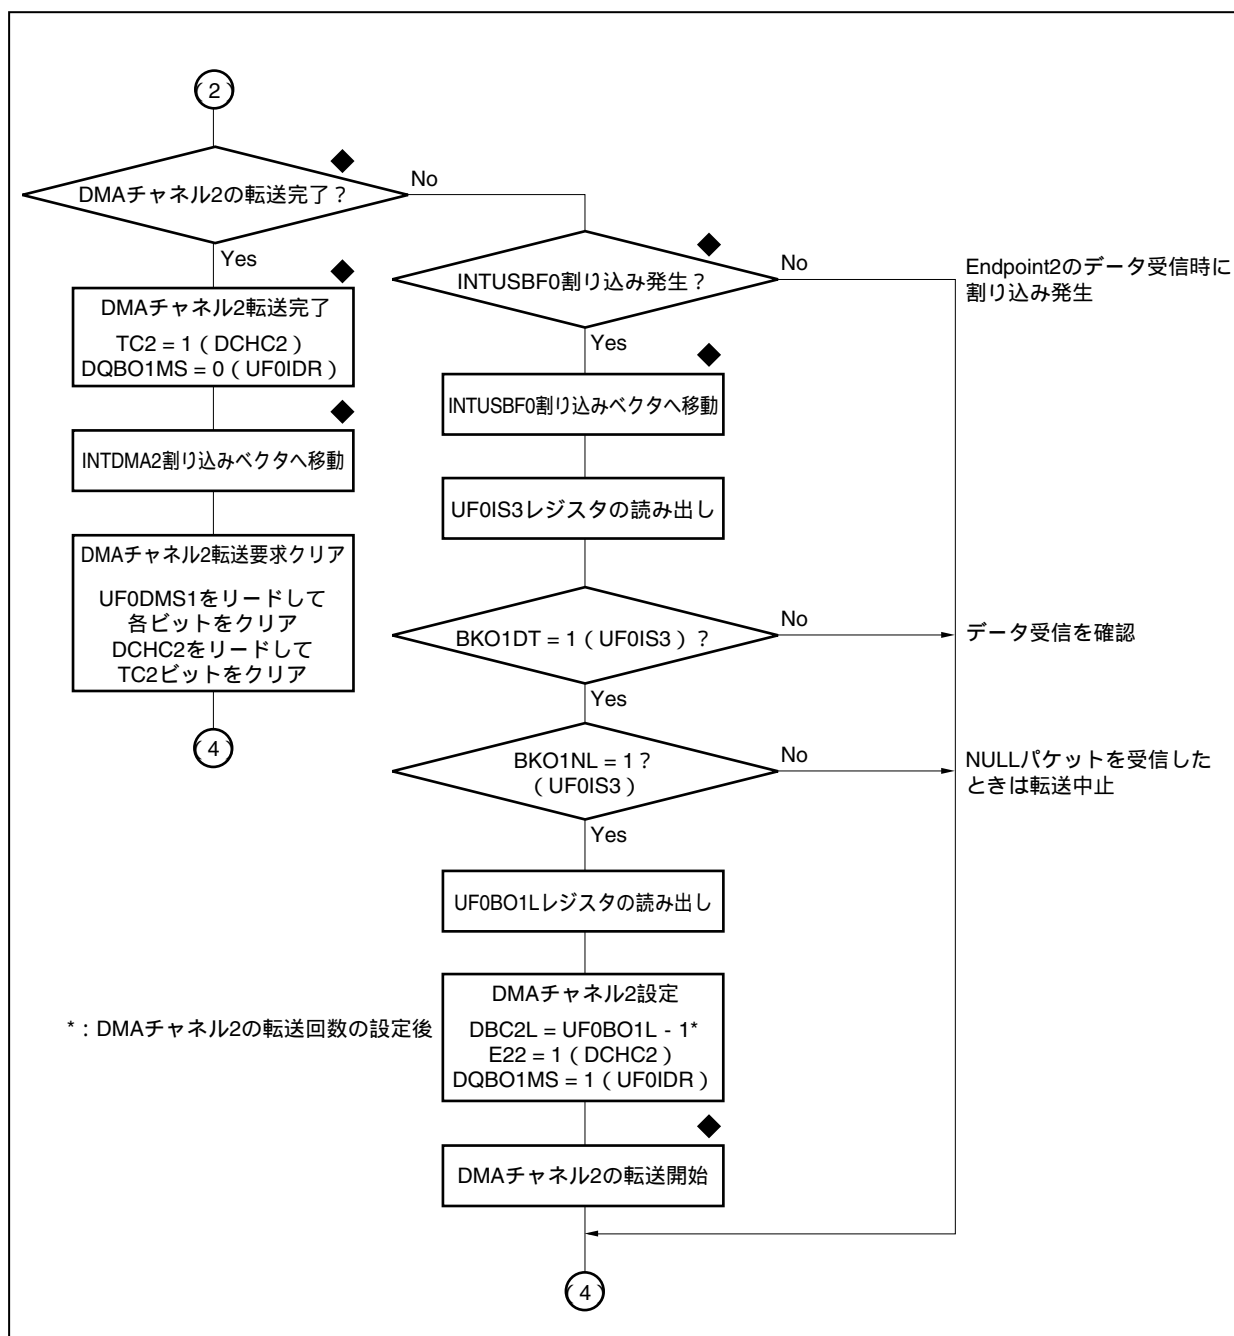 2
DMAチャネル2の転送完了？
No
Yes
DMAチャネル2転送完了
TC2 = 1 ( DCHC2 )
DQBO1MS = 0 ( UF0IDR )
INTDMA2割り込みベクタへ移動
DMAチャネル2転送要求クリア
UF0DMS1をリードして
各ビットをクリア
DCHC2をリードして
TC2ビットをクリア
4
INTUSBF0割り込み発生？
No
Endpoint2のデータ受信時に
割り込み発生
Yes
INTUSBF0割り込みベクタへ移動
UF0IS3レジスタの読み出し
BKO1DT = 1 ( UF0IS3 ) ?
No
データ受信を確認
Yes
BKO1NL = 1 ?
( UF0IS3 )
No
NULLパケットを受信した
ときは転送中止
Yes
UF0BO1Lレジスタの読み出し
DMAチャネル2設定
DBC2L = UF0BO1L - 1*
E22 = 1 ( DCHC2 )
DQBO1MS = 1 ( UF0IDR )
* : DMAチャネル2の転送回数の設定後
DMAチャネル2の転送開始
4